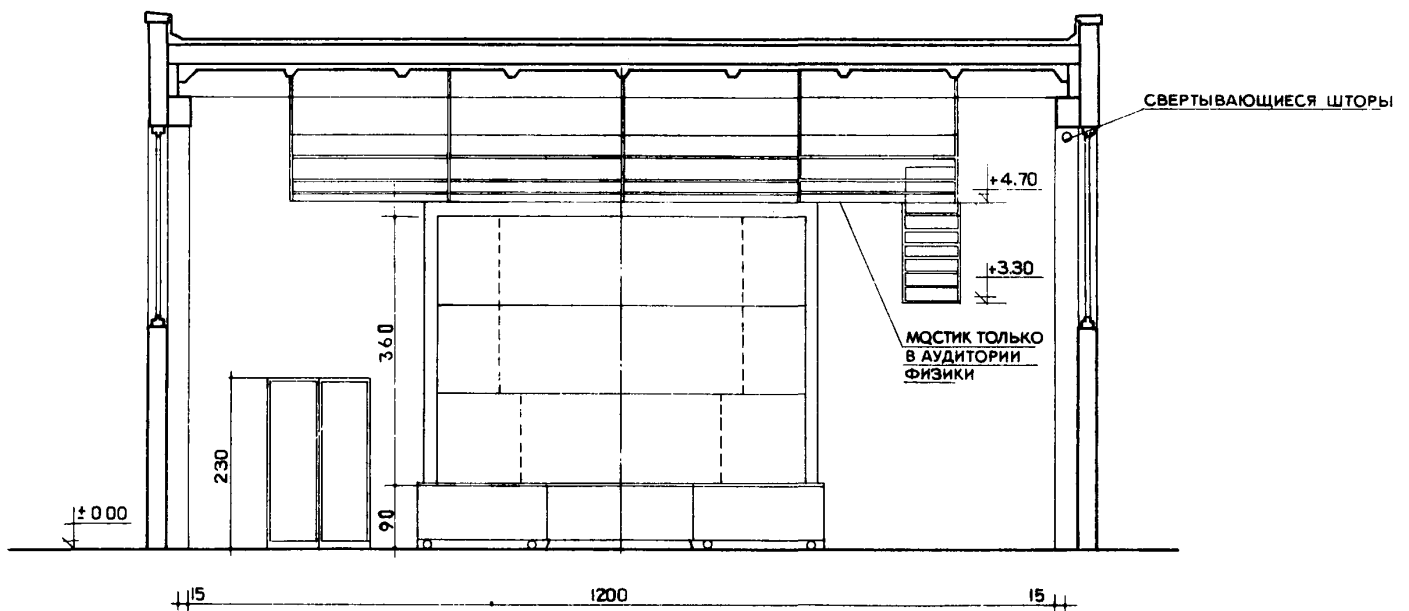 СВЕРТЫВАЮЩИЕСЯ ШТОРЫ
+4.70
+3.30
МОСТИК ТОЛЬКО
В АУДИТОРИИ
ФИЗИКИ
360
230
90
±0 00
15
1200
15